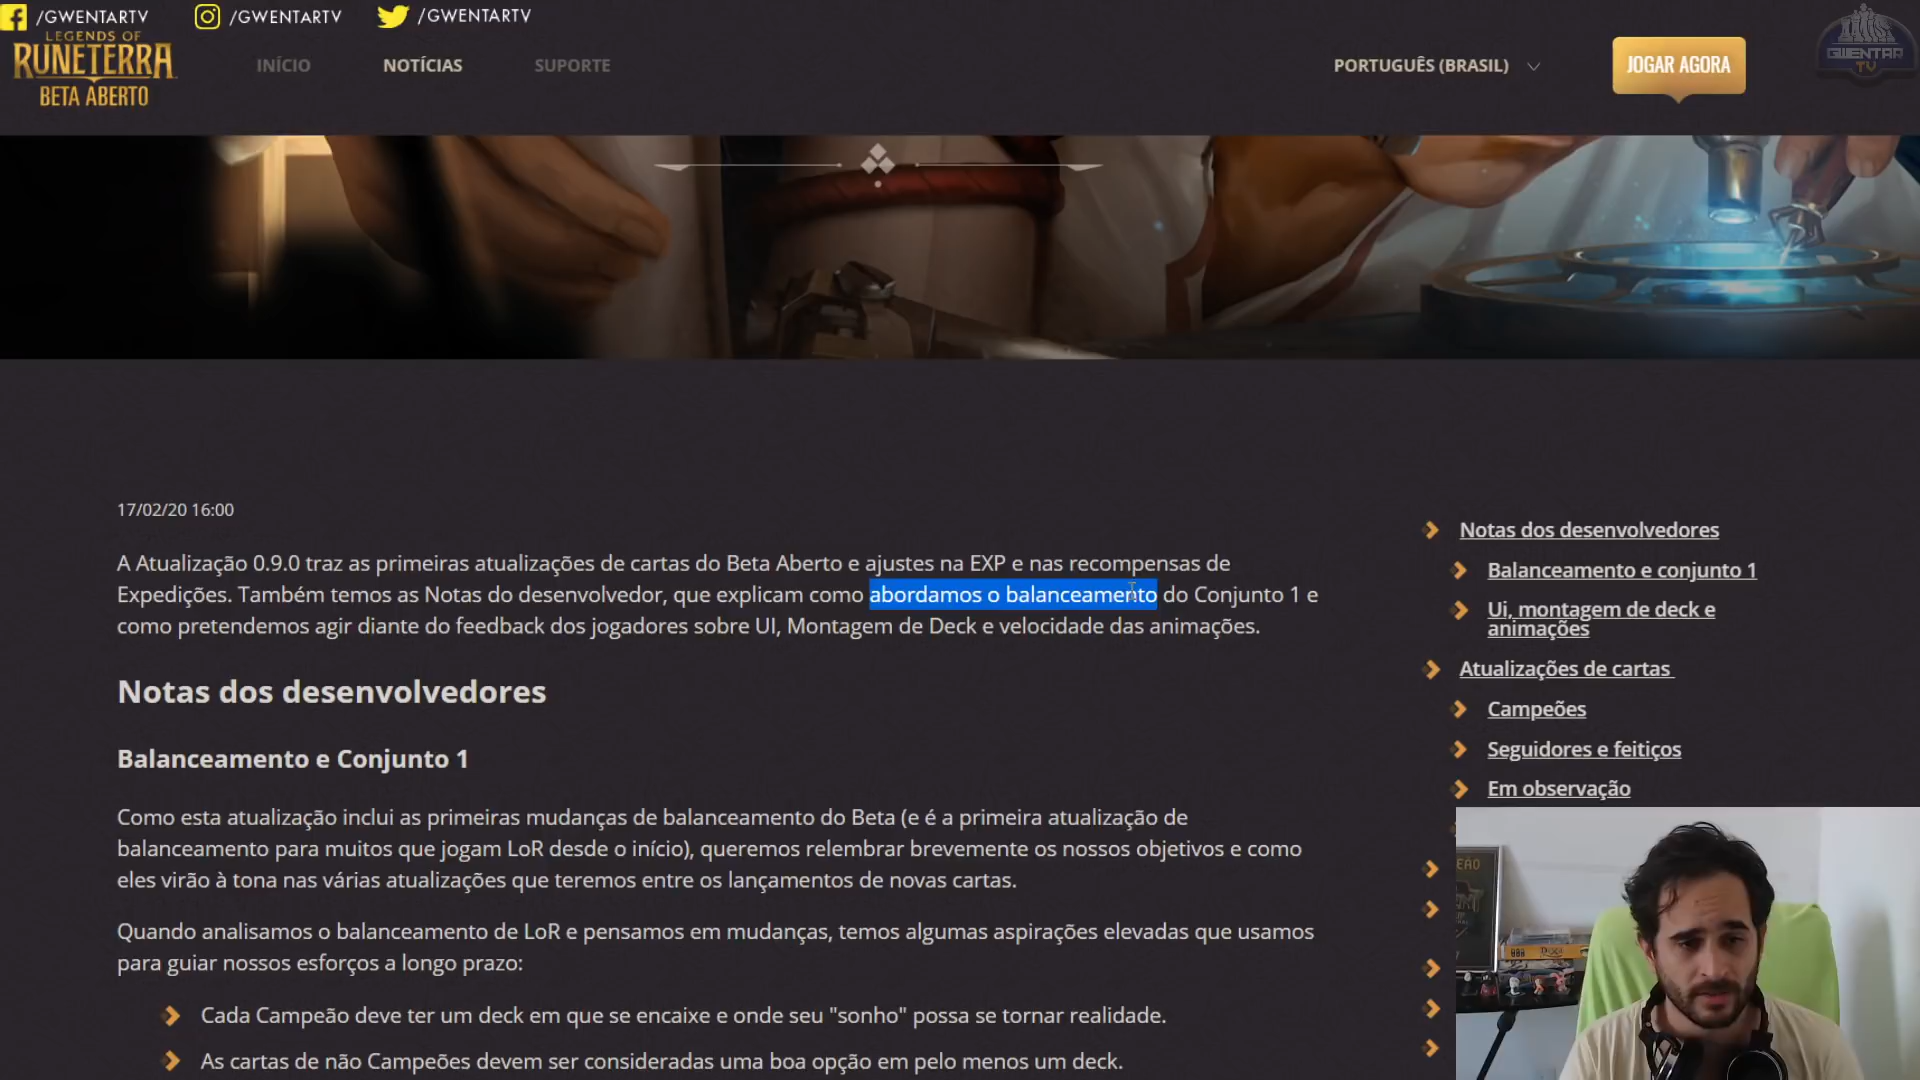 /GWENTARTV /GWENTARTV /GWENTARTV
LEGENDS OF
RUNETERRA
BETA ABERTO
INÍCIO NOTÍCIAS SUPORTE
PORTUGUÊS (BRASIL)
JOGAR AGORA
GWENTAR
TV
17/02/20 16:00
A Atualização 0.9.0 traz as primeiras atualizações de cartas do Beta Aberto e ajustes na EXP e nas recompensas de
Expedições. Também temos as Notas do desenvolvedor, que explicam como abordamos o balanceamento do Conjunto 1 e
como pretendemos agir diante do feedback dos jogadores sobre UI, Montagem de Deck e velocidade das animações.
Notas dos desenvolvedores
Balanceamento e Conjunto 1
Como esta atualização inclui as primeiras mudanças de balanceamento do Beta (e é a primeira atualização de
balanceamento para muitos que jogam LoR desde o início), queremos relembrar brevemente os nossos objetivos e como
eles virão à tona nas várias atualizações que teremos entre os lançamentos de novas cartas.
Quando analisamos o balanceamento de LoR e pensamos em mudanças, temos algumas aspirações elevadas que usamos
para guiar nossos esforços a longo prazo:
Cada Campeão deve ter um deck em que se encaixe e onde seu "sonho" possa se tornar realidade.
As cartas de não Campeões devem ser consideradas uma boa opção em pelo menos um deck.
Notas dos desenvolvedores
Balanceamento e conjunto 1
Ui, montagem de deck e
animações
Atualizações de cartas
Campeões
Seguidores e feitiços
Em observação